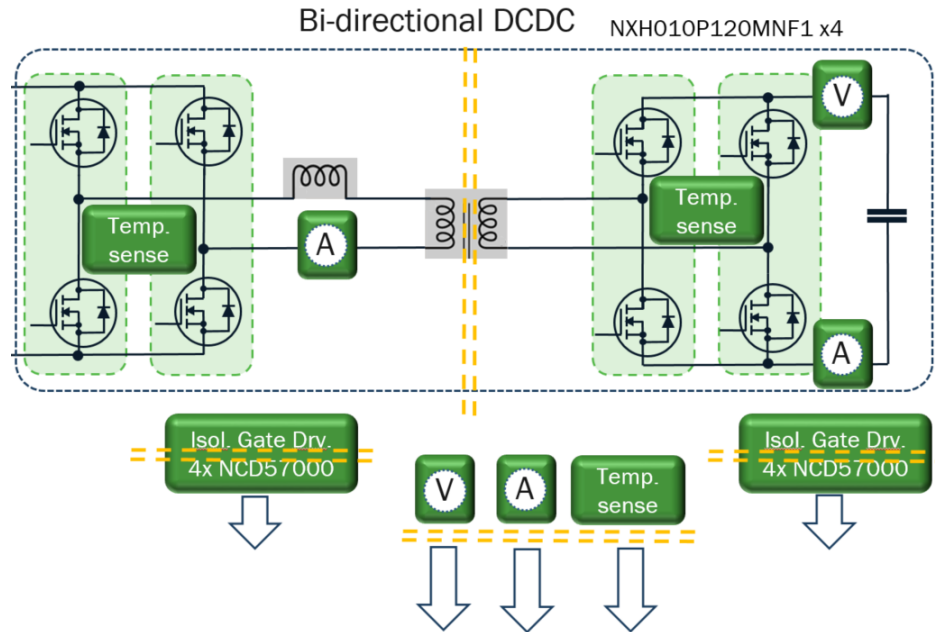 Bi-directional DCDC
NXH010P120MNF1 x4
V
Temp.
sense
A
Temp.
sense
A
Isol. Gate Drv.
4x NCD57000
V
A
Temp.
sense
Isol. Gate Drv.
4x NCD57000